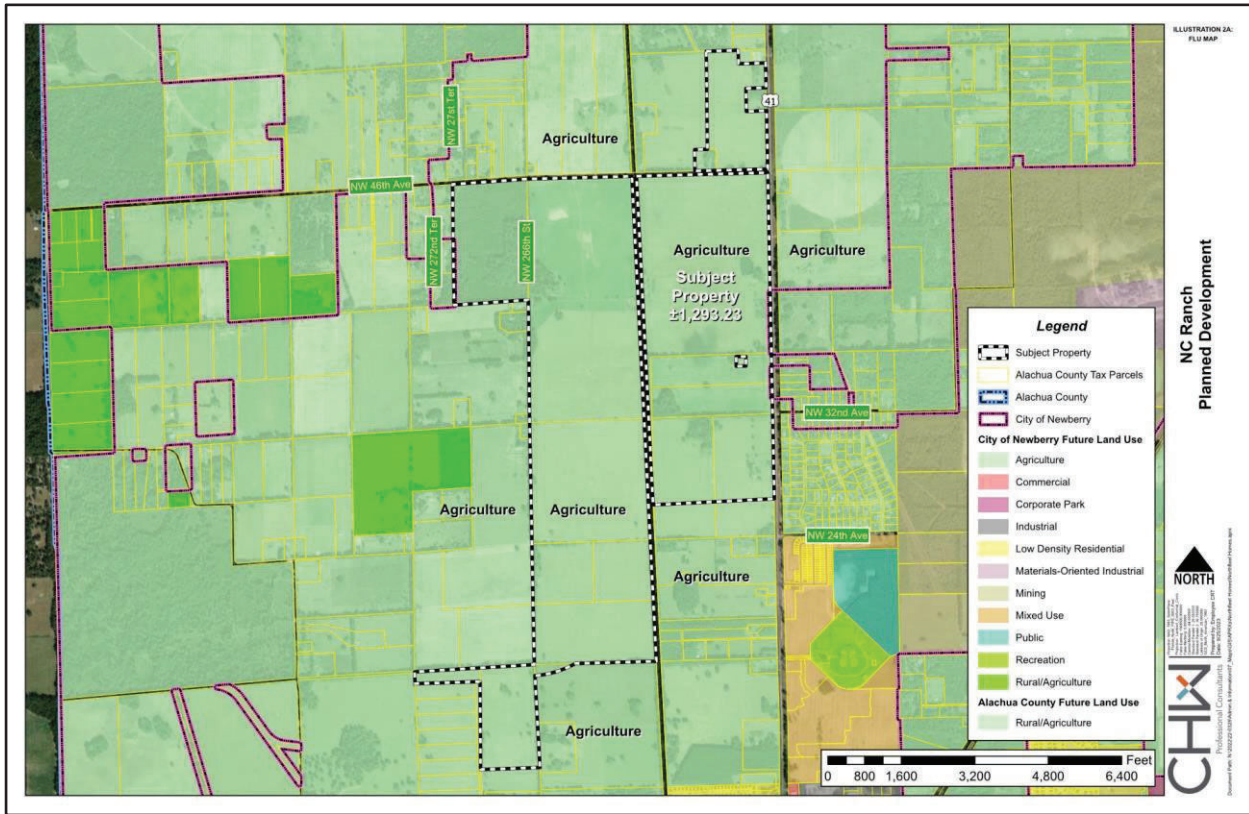 ILLUSTRATION 2A:
FLU MAP
NW 27st Ter
41
Agriculture
NW 46th Ave
NW 272nd Ter
NW 266th St
Agriculture
Agriculture
Subject
Property
±1,293.23
NW 32nd Ave
Agriculture
Agriculture
NW 24th Ave
Agriculture
Agriculture
Legend
Subject Property
Alachua County Tax Parcels
Alachua County
City of Newberry
City of Newberry Future Land Use
Agriculture
Commercial
Corporate Park
Industrial
Low Density Residential
Materials-Oriented Industrial
Mining
Mixed Use
Public
Recreation
Rural/Agriculture
Alachua County Future Land Use
Rural/Agriculture
Feet
0 800 1,600 3,200 4,800 6,400
NC Ranch
Planned Development
NORTH
CHW
Professional Consultants